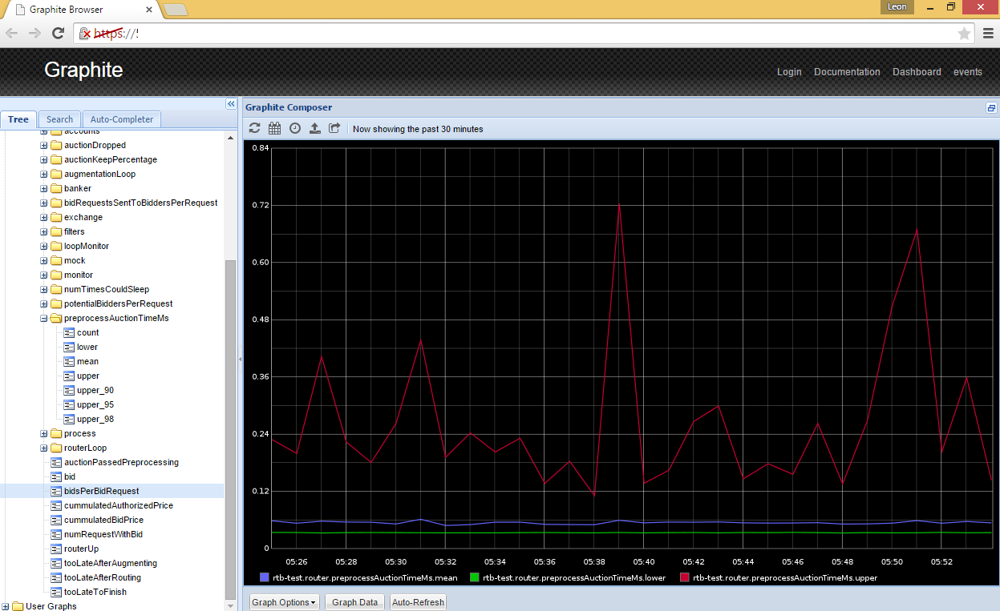 Graphite Browser
Leon
https://!
Graphite
Login Documentation Dashboard events
Tree Search Auto-Completer
accounts
auctionDropped
auctionKeepPercentage
augmentationLoop
banker
bidRequestsSentToBiddersPerRequest
exchange
filters
loopMonitor
mock
monitor
numTimesCouldSleep
potentialBiddersPerRequest
preprocessAuctionTimeMs
count
lower
mean
upper
upper_90
upper_95
upper_98
process
routerLoop
auctionPassedPreprocessing
bid
bidsPerBidRequest
cummulatedAuthorizedPrice
cummulatedBidPrice
numRequestWithBid
routerUp
tooLateAfterAugmenting
tooLateAfterRouting
tooLateToFinish
User Graphs
Graphite Composer
Now showing the past 30 minutes
0.84
0.72
0.60
0.48
0.36
0.24
0.12
0
05:26 05:28 05:30 05:32 05:34 05:36 05:38 05:40 05:42 05:44 05:46 05:48 05:50 05:52
rtb-test.router.preprocessAuctionTimeMs.mean rtb-test.router.preprocessAuctionTimeMs.lower rtb-test.router.preprocessAuctionTimeMs.upper
Graph Options Graph Data Auto-Refresh